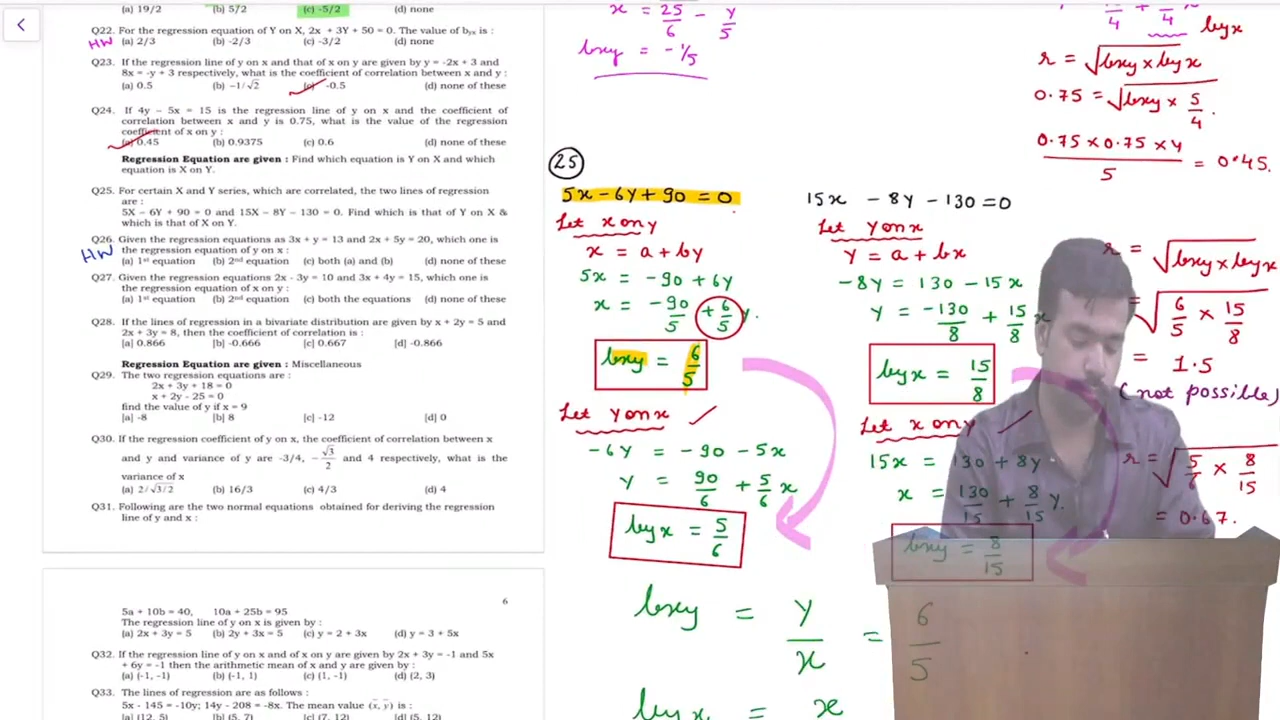 (a) 19/2 (b) 5/2 (c) -5/2 (d) none
Q22. For the regression equation of Y on X, 2x + 3Y + 50 = 0. The value of byx is :
HW (a) 2/3 (b) -2/3 (c) -3/2 (d) none
Q23. If the regression line of y on x and that of x on y are given by y = -2x + 3 and
8x = -y + 3 respectively, what is the coefficient of correlation between x and y :
(a) 0.5 (b) -1/√2 (c) -0.5 (d) none of these
Q24. If 4y – 5x = 15 is the regression line of y on x and the coefficient of
correlation between x and y is 0.75, what is the value of the regression
coefficient of x on y :
(a) 0.45 (b) 0.9375 (c) 0.6 (d) none of these
Regression Equation are given : Find which equation is Y on X and which
equation is X on Y.
Q25. For certain X and Y series, which are correlated, the two lines of regression
are :
5X – 6Y + 90 = 0 and 15X – 8Y – 130 = 0. Find which is that of Y on X &
which is that of X on Y.
Q26. Given the regression equations as 3x + y = 13 and 2x + 5y = 20, which one is
HW the regression equation of y on x :
(a) 1st equation (b) 2nd equation (c) both (a) and (b) (d) none of these
Q27. Given the regression equations 2x - 3y = 10 and 3x + 4y = 15, which one is
the regression equation of x on y :
(a) 1st equation (b) 2nd equation (c) both the equations (d) none of these
Q28. If the lines of regression in a bivariate distribution are given by x + 2y = 5 and
2x + 3y = 8, then the coefficient of correlation is :
[a] 0.866 [b] -0.666 [c] 0.667 [d] -0.866
Regression Equation are given : Miscellaneous
Q29. The two regression equations are :
2x + 3y + 18 = 0
x + 2y - 25 = 0
find the value of y if x = 9
[a] -8 [b] 8 [c] -12 [d] 0
Q30. If the regression coefficient of y on x, the coefficient of correlation between x
and y and variance of y are -3/4, -√3/2 and 4 respectively, what is the
variance of x
(a) 2/√3/2 (b) 16/3 (c) 4/3 (d) 4
Q31. Following are the two normal equations obtained for deriving the regression
line of y and x :
6
5a + 10b = 40, 10a + 25b = 95
The regression line of y on x is given by :
(a) 2x + 3y = 5 (b) 2y + 3x = 5 (c) y = 2 + 3x (d) y = 3 + 5x
Q32. If the regression line of y on x and of x on y are given by 2x + 3y = -1 and 5x
+ 6y = -1 then the arithmetic mean of x and y are given by :
(a) (-1, -1) (b) (-1, 1) (c) (1, -1) (d) (2, 3)
Q33. The lines of regression are as follows :
5x - 145 = -10y; 14y - 208 = -8x. The mean value (x̄, ȳ) is :
[a] (12, 5) [b] (5, 7) [c] (7, 12) [d] (5, 12)
x = 25/6 - y/5
bxy = -1/5
25
5x - 6y + 90 = 0
Let x on y
x = a + by
5x = -90 + 6y
x = -90/5 + 6/5 y.
bxy = 6/5
Let y on x ✓
-6y = -90 - 5x
y = 90/6 + 5/6 x
byx = 5/6
15x - 8y - 130 = 0
Let y on x
y = a + bx
-8y = 130 - 15x
y = -130/8 + 15/8 x
byx = 15/8
Let x on y
15x = 130 + 8y
x = 130/15 + 8/15 y.
bxy = 8/15
bxy = y/x = 6/5
byx = x
byx
r = √bxy x byx
0.75 = √bxy x 5/4.
0.75 x 0.75 x 4 / 5 = 0.45.
r = √bxy x byx
= √6/5 x 15/8
= 1.5
(not possible)
r = √5/6 x 8/15
= 0.67.